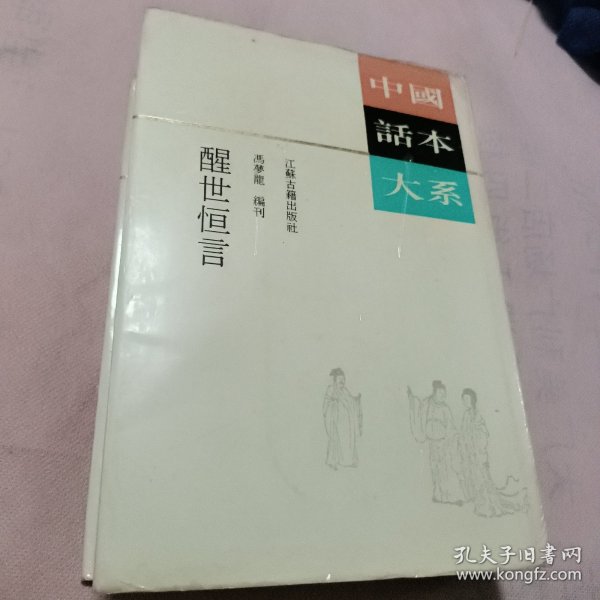 中國
話本
大系
江蘇古籍出版社
馮夢龍 編刊
醒世恒言
孔夫子旧书网
www.kongfz.com